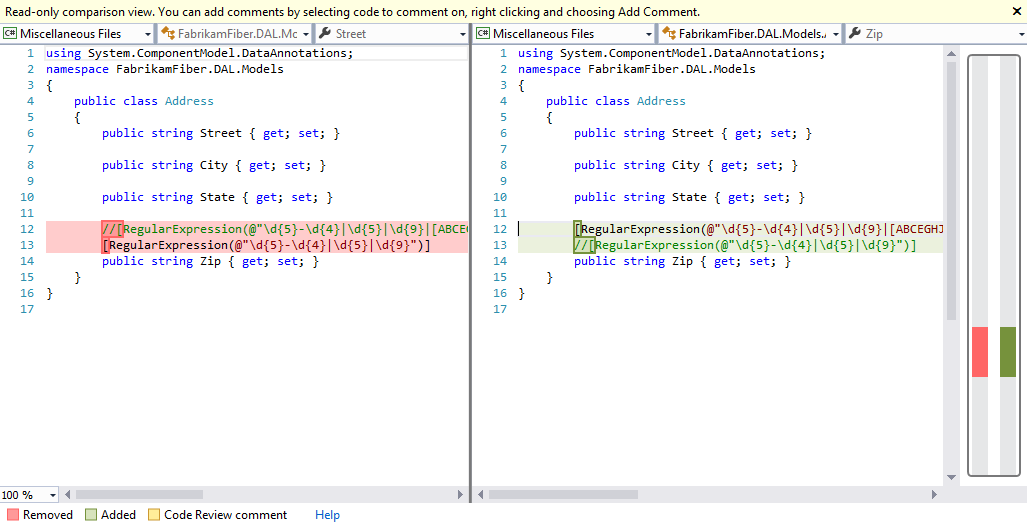 Read-only comparison view. You can add comments by selecting code to comment on, right clicking and choosing Add Comment.
C# Miscellaneous Files FabrikamFiber.DAL.Mc Street
1 using System.ComponentModel.DataAnnotations;
2 namespace FabrikamFiber.DAL.Models
3 {
4 public class Address
5 {
6 public string Street { get; set; }
7
8 public string City { get; set; }
9
10 public string State { get; set; }
11
12 //[RegularExpression(@"\d{5}-\d{4}|\d{5}|\d{9}|[ABCEG
13 [RegularExpression(@"\d{5}-\d{4}|\d{5}|\d{9}")]
14 public string Zip { get; set; }
15 }
16 }
17
100 %
C# Miscellaneous Files FabrikamFiber.DAL.Models. Zip
1 using System.ComponentModel.DataAnnotations;
2 namespace FabrikamFiber.DAL.Models
3 {
4 public class Address
5 {
6 public string Street { get; set; }
7
8 public string City { get; set; }
9
10 public string State { get; set; }
11
12 [RegularExpression(@"\d{5}-\d{4}|\d{5}|\d{9}|[ABCEGHJ
13 //[RegularExpression(@"\d{5}-\d{4}|\d{5}|\d{9}")]
14 public string Zip { get; set; }
15 }
16 }
17
Removed Added Code Review comment Help